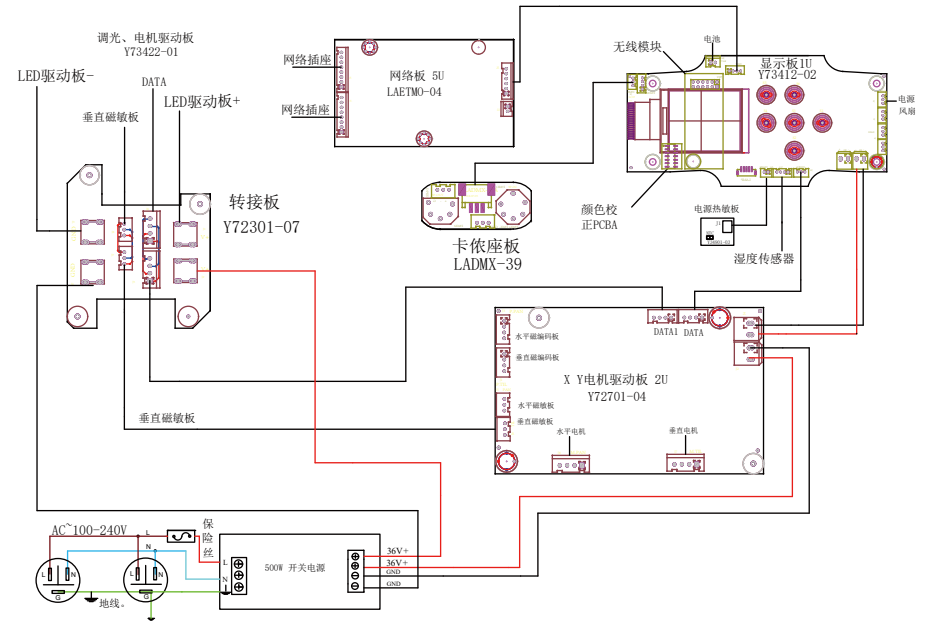 调光、电机驱动板
Y73422-01
LED驱动板-
DATA
LED驱动板+
垂直磁敏板
网络插座
网络插座
网络板 5U
LAETMO-04
无线模块
电池
显示板1U
Y73412-02
电源
风扇
转接板
Y72301-07
卡侬座板
LADMX-39
颜色校
正PCBA
电源热敏板
J1
湿度传感器
DATA1
DATA
水平磁编码板
垂直磁编码板
X Y电机驱动板 2U
Y72701-04
水平磁敏板
垂直磁敏板
水平电机
垂直电机
垂直磁敏板
AC~100-240V
L
N
保
险
丝
L
N
G
L
N
G
地线。
L
N
500W 开关电源
36V+
36V+
GND
GND